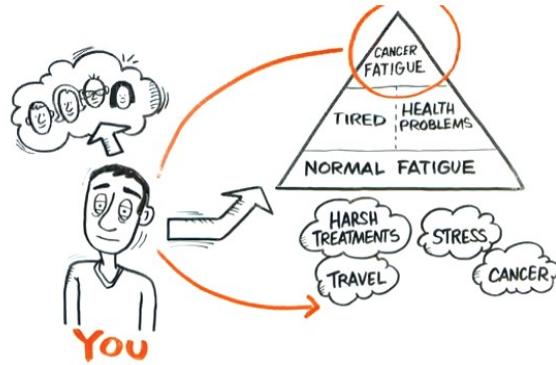 CANCER
FATIGUE
TIRED
HEALTH
PROBLEMS
NORMAL FATIGUE
HARSH
TREATMENTS
STRESS
TRAVEL
CANCER
YOU